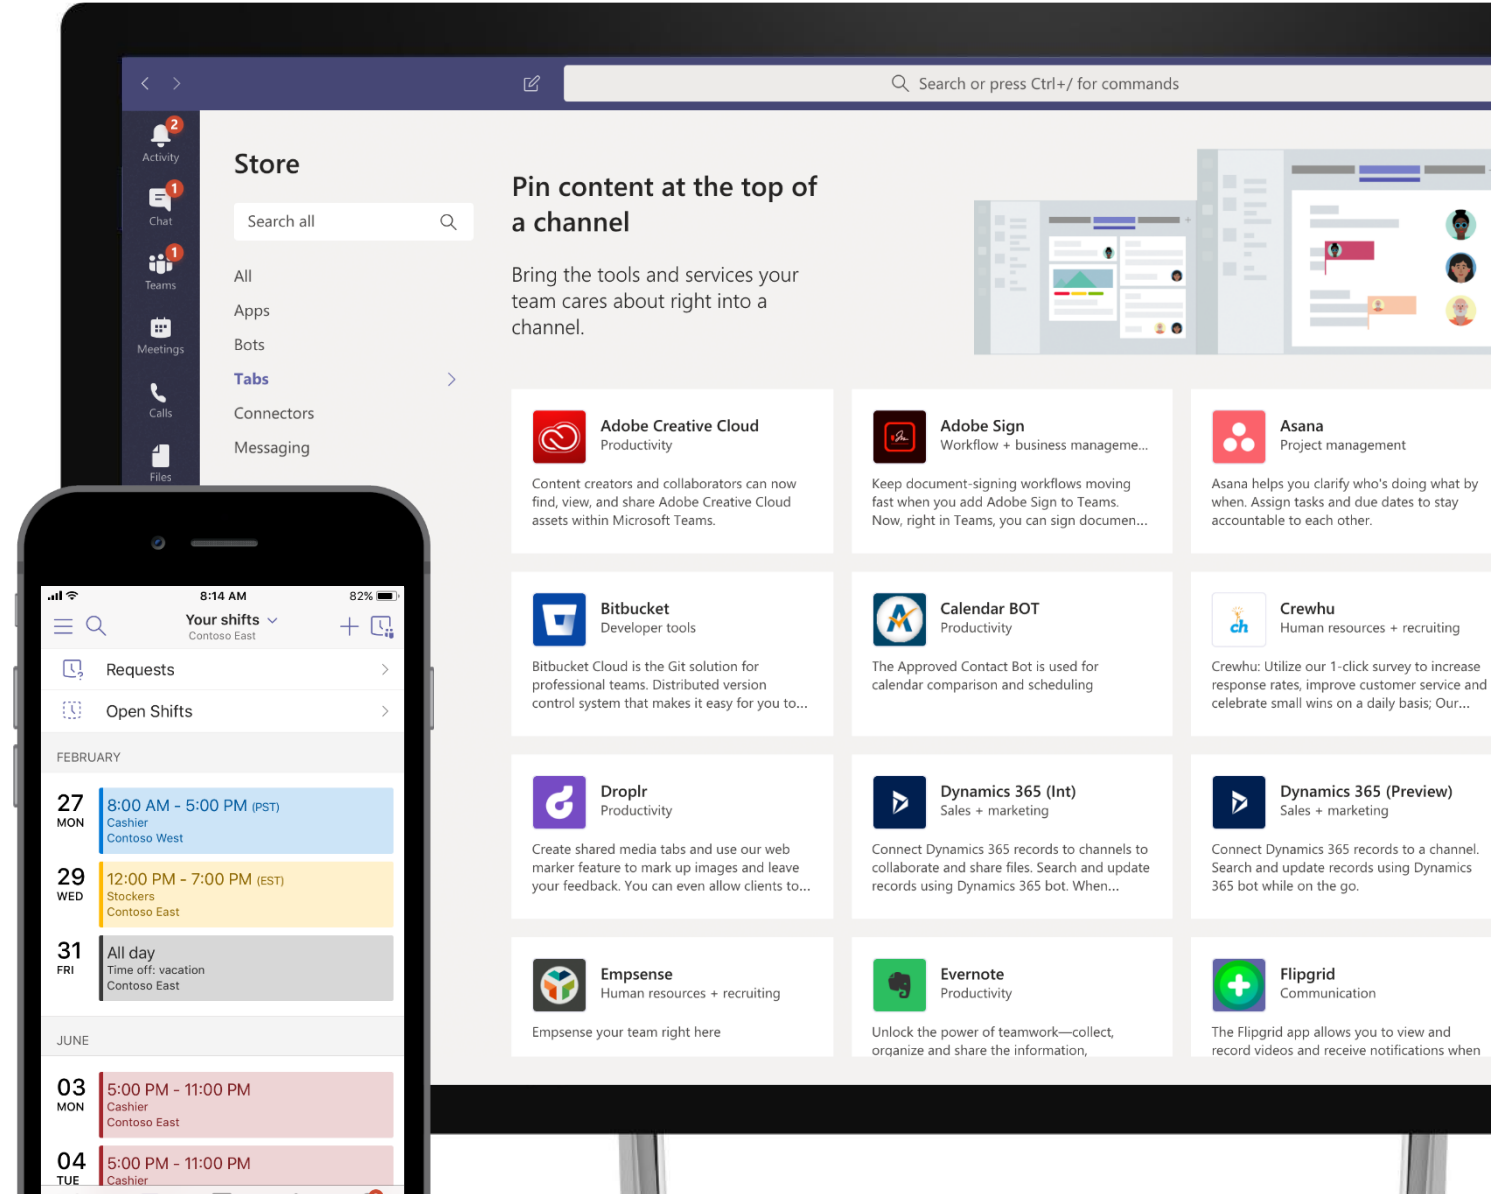 Search or press Ctrl+/ for commands
2
Activity
1
Chat
1
Teams
Meetings
Calls
Files
Store
Search all
All
Apps
Bots
Tabs
Connectors
Messaging
Pin content at the top of
a channel
Bring the tools and services your
team cares about right into a
channel.
Adobe Creative Cloud
Productivity
Content creators and collaborators can now
find, view, and share Adobe Creative Cloud
assets within Microsoft Teams.
Adobe Sign
Workflow + business manageme...
Keep document-signing workflows moving
fast when you add Adobe Sign to Teams.
Now, right in Teams, you can sign documen...
Asana
Project management
Asana helps you clarify who's doing what by
when. Assign tasks and due dates to stay
accountable to each other.
Bitbucket
Developer tools
Bitbucket Cloud is the Git solution for
professional teams. Distributed version
control system that makes it easy for you to...
Calendar BOT
Productivity
The Approved Contact Bot is used for
calendar comparison and scheduling
ch
Crewhu
Human resources + recruiting
Crewhu: Utilize our 1-click survey to increase
response rates, improve customer service and
celebrate small wins on a daily basis; Our...
Droplr
Productivity
Create shared media tabs and use our web
marker feature to mark up images and leave
your feedback. You can even allow clients to...
Dynamics 365 (Int)
Sales + marketing
Connect Dynamics 365 records to channels to
collaborate and share files. Search and update
records using Dynamics 365 bot. When...
Dynamics 365 (Preview)
Sales + marketing
Connect Dynamics 365 records to a channel.
Search and update records using Dynamics
365 bot while on the go.
Empsense
Human resources + recruiting
Empsense your team right here
Evernote
Productivity
Unlock the power of teamwork—collect,
organize and share the information,
Flipgrid
Communication
The Flipgrid app allows you to view and
record videos and receive notifications when
8:14 AM
82%
Your shifts
Contoso East
Requests
Open Shifts
FEBRUARY
27
MON
8:00 AM - 5:00 PM (PST)
Cashier
Contoso West
29
WED
12:00 PM - 7:00 PM (EST)
Stockers
Contoso East
31
FRI
All day
Time off: vacation
Contoso East
JUNE
03
MON
5:00 PM - 11:00 PM
Cashier
Contoso East
04
TUE
5:00 PM - 11:00 PM
Cashier